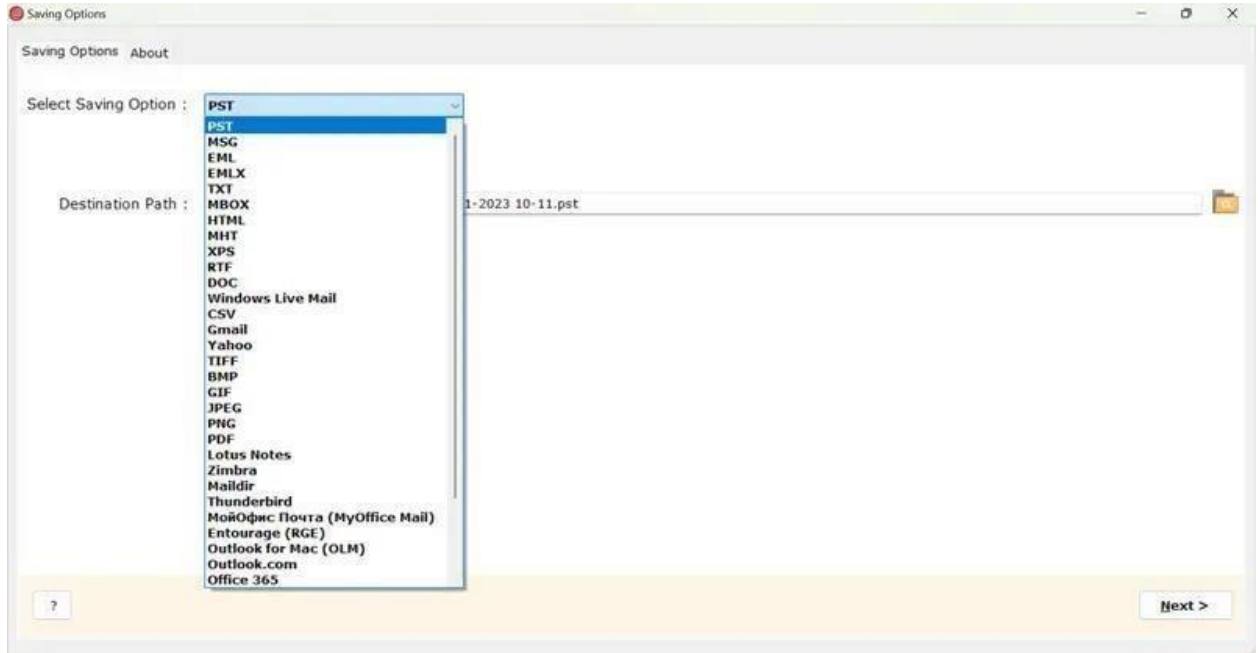 Saving Options
Saving Options About
Select Saving Option : PST
PST
MSG
EML
EMLX
TXT
Destination Path : MBOX 1-2023 10-11.pst
HTML
MHT
XPS
RTF
DOC
Windows Live Mail
CSV
Gmail
Yahoo
TIFF
BMP
GIF
JPEG
PNG
PDF
Lotus Notes
Zimbra
Maildir
Thunderbird
МойОфис Почта (MyOffice Mail)
Entourage (RGE)
Outlook for Mac (OLM)
Outlook.com
Office 365
? Next >